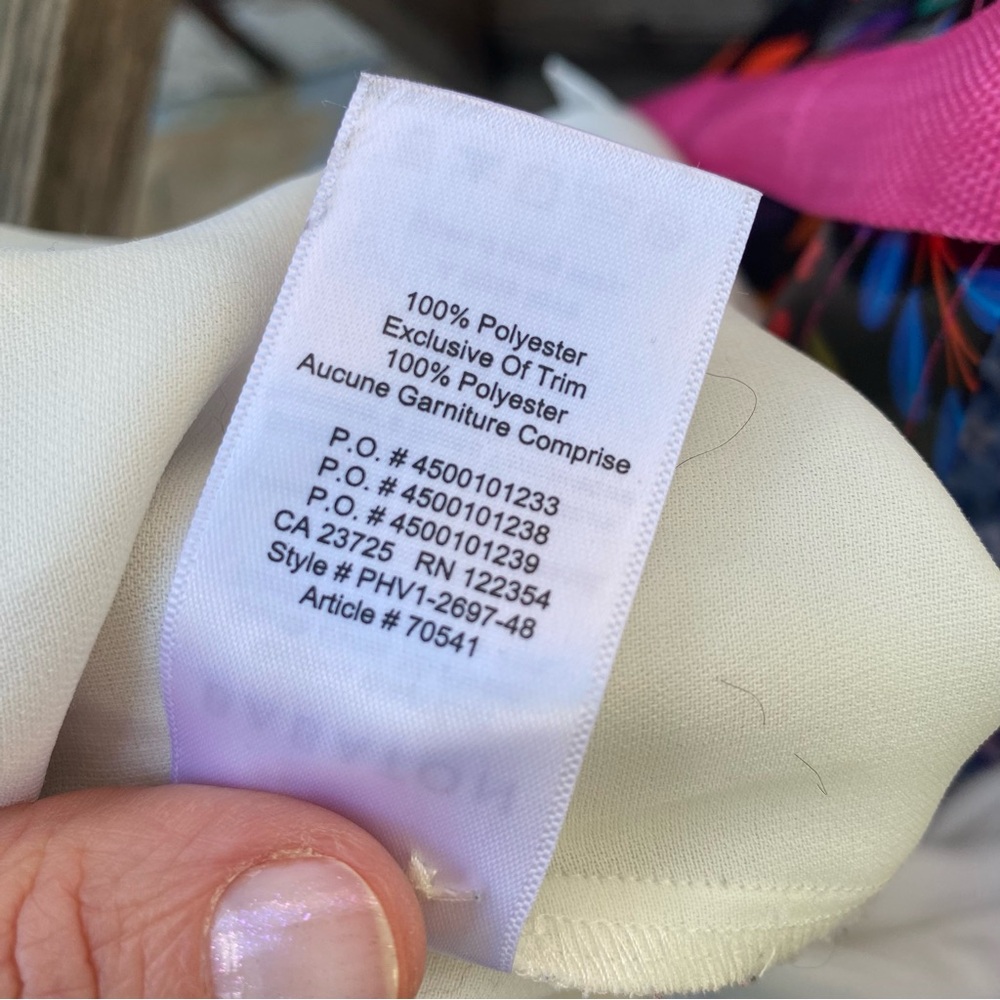 100% Polyester
Exclusive Of Trim
100% Polyester
Aucune Garniture Comprise
P.O. # 4500101233
P.O. # 4500101238
P.O. # 4500101239
CA 23725 RN 122354
Style # PHV1-2697-48
Article # 70541